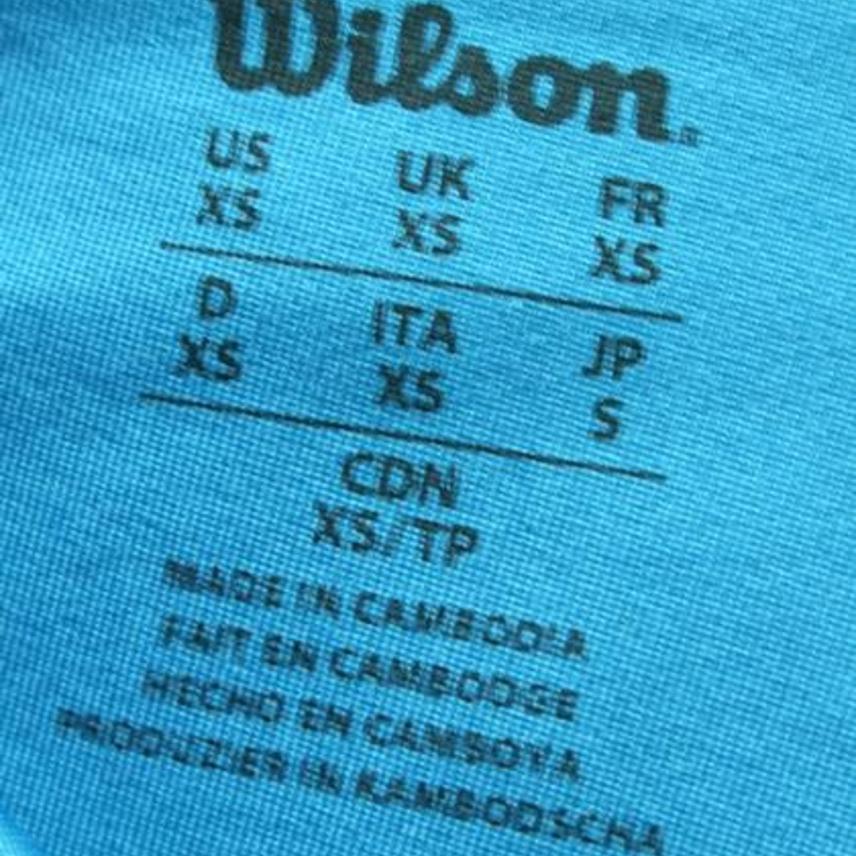 Wilson
US UK FR
XS XS XS
D ITA JP
XS XS S
CDN
XS/TP
MADE IN CAMBODIA
FAIT EN CAMBODGE
HECHO EN CAMBOYA
PRODUZIER IN KAMBODSCHA